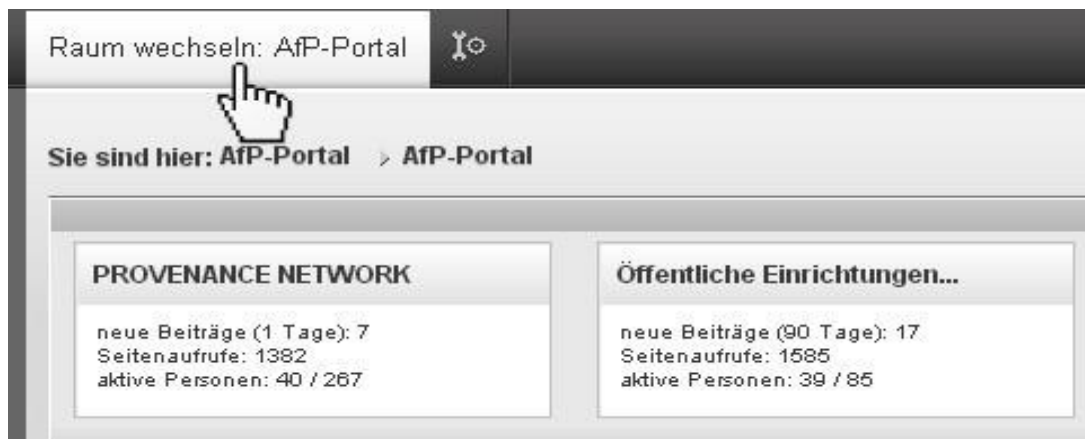 Raum wechseln: AfP-Portal
Sie sind hier: AfP-Portal > AfP-Portal
PROVENANCE NETWORK
neue Beiträge (1 Tage): 7
Seitenaufrufe: 1382
aktive Personen: 40 / 267
Öffentliche Einrichtungen...
neue Beiträge (90 Tage): 17
Seitenaufrufe: 1585
aktive Personen: 39 / 85